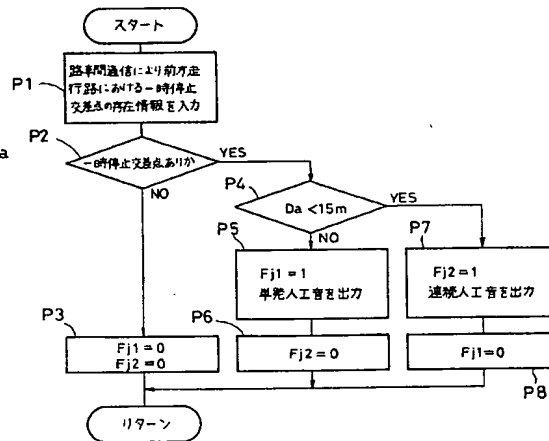 スタート
P1
路車間通信により前方走
行路における一時停止
交差点の所在情報を入力
a
P2
一時停止交差点ありか
YES
NO
P4
Da<15m
YES
NO
P5
Fj1=1
単発人工音を出力
P7
Fj2=1
連続人工音を出力
P3
Fj1=0
Fj2=0
P6
Fj2=0
Fj1=0
P8
リターン